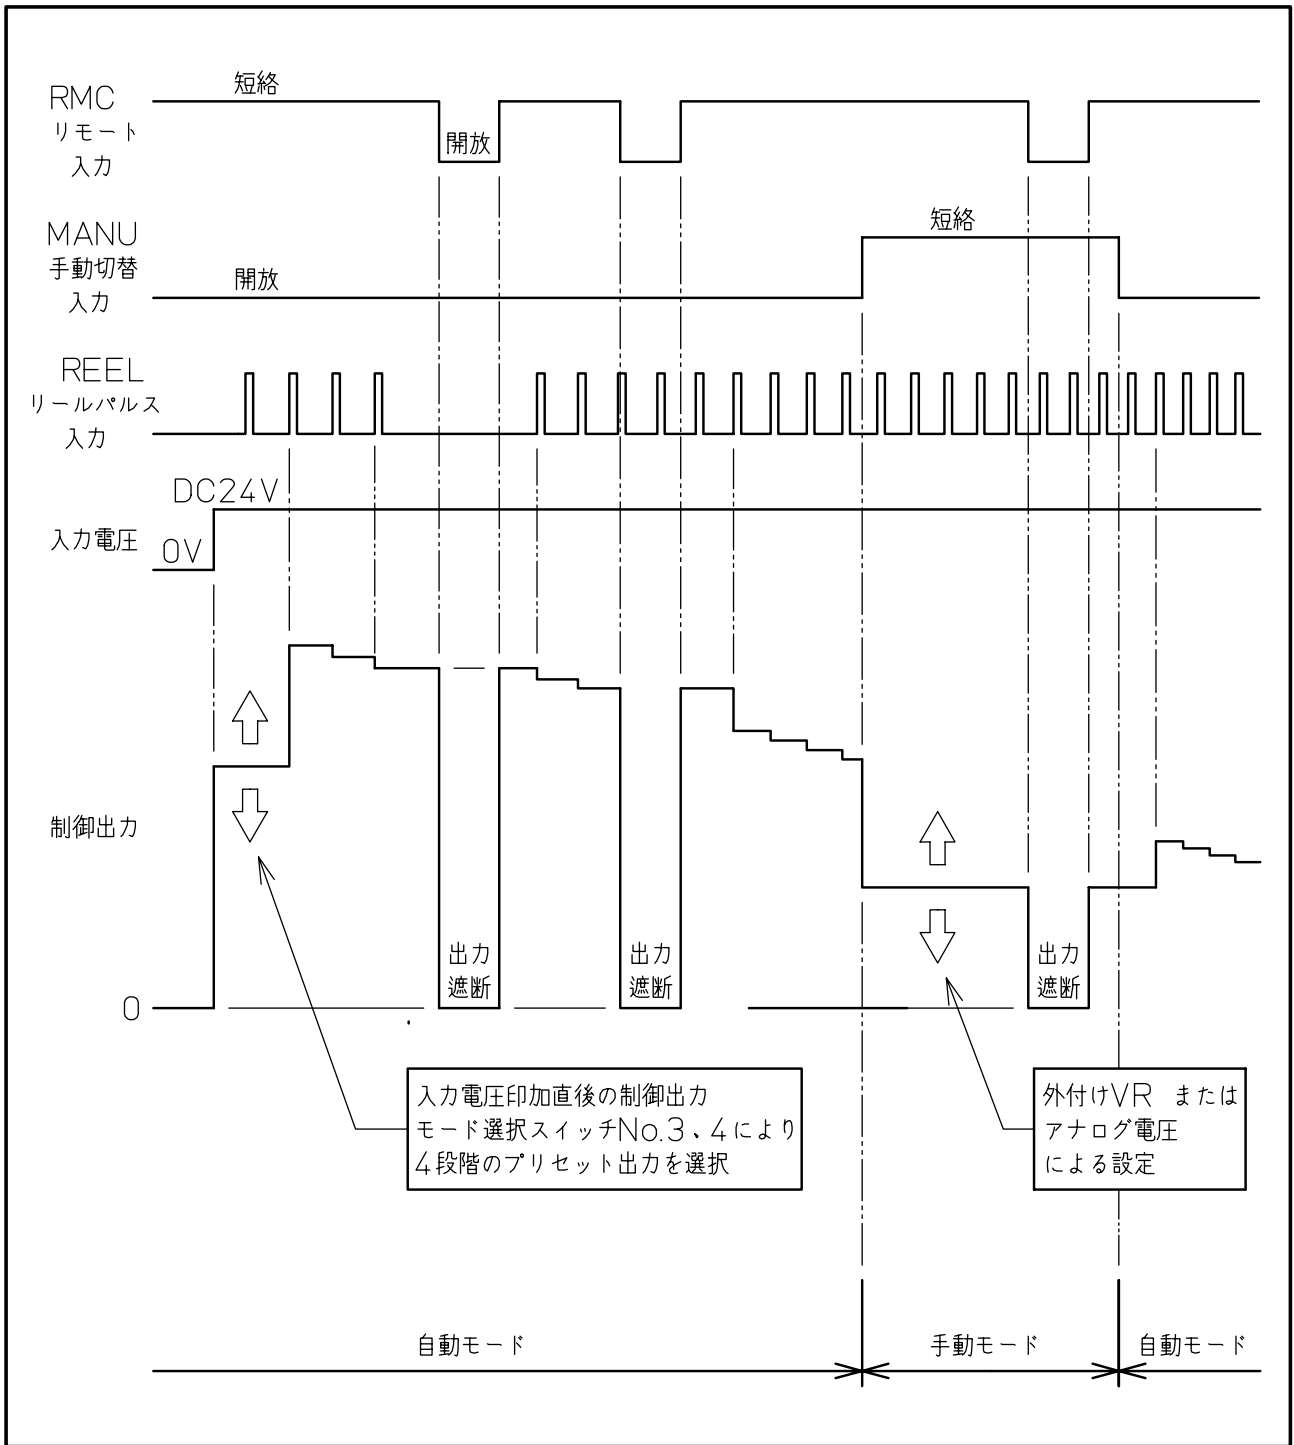 RMC
リモート
入力
短絡
開放
MANU
手動切替
入力
開放
短絡
REEL
リールパルス
入力
DC24V
入力電圧
0V
制御出力
0
出力
遮断
出力
遮断
出力
遮断
入力電圧印加直後の制御出力
モード選択スイッチNo.3、4により
4段階のプリセット出力を選択
外付けVR または
アナログ電圧
による設定
自動モード
手動モード
自動モード